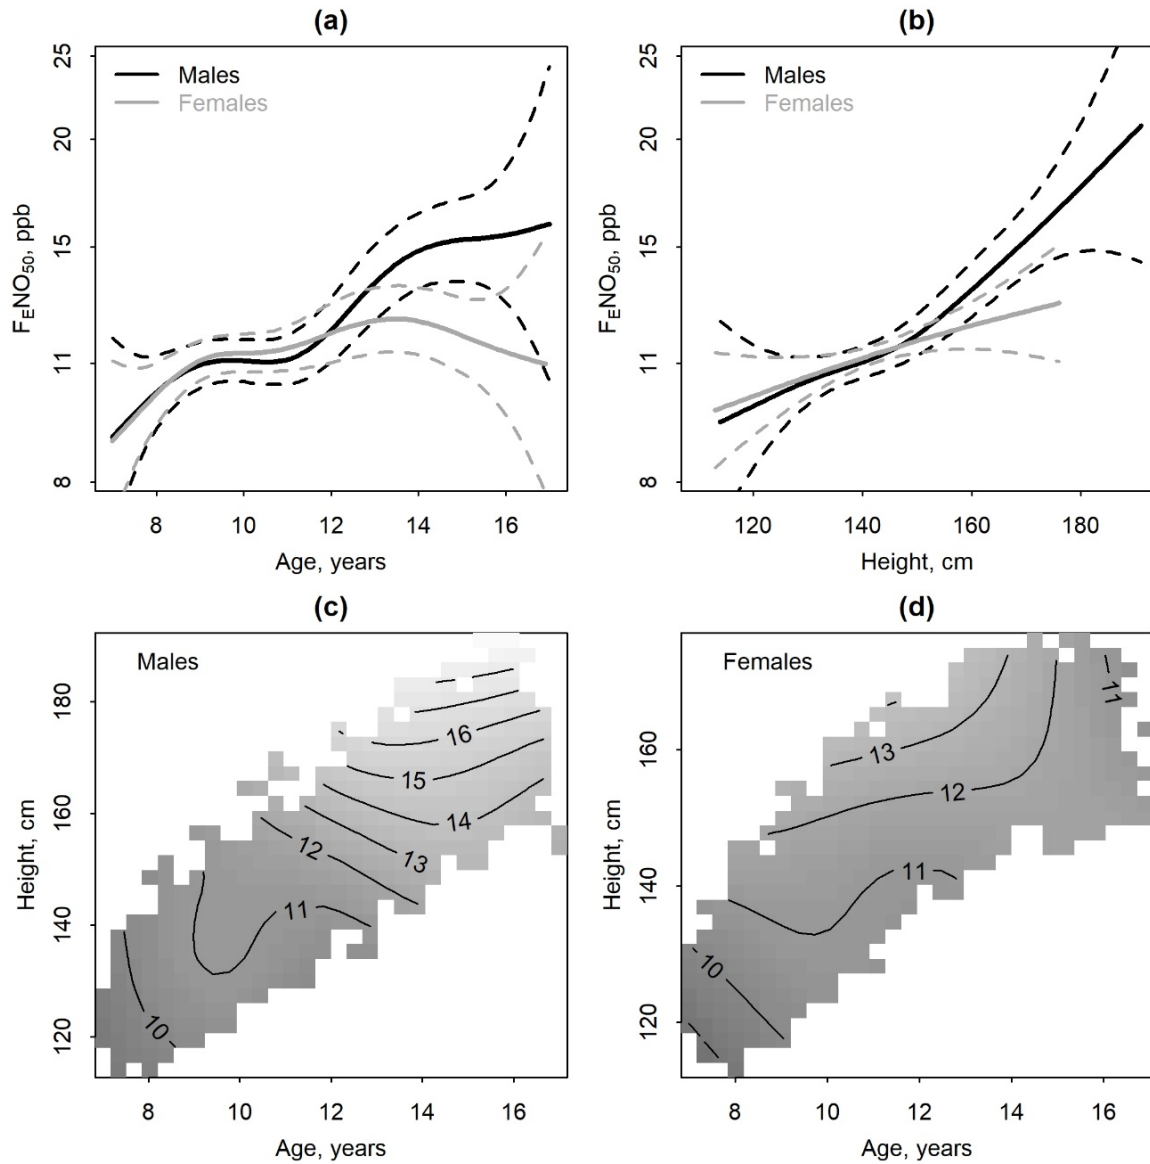 (a)
25
20
15
11
8
FENO50, ppb
Males
Females
8 10 12 14 16
Age, years
(b)
25
20
15
11
8
FENO50, ppb
Males
Females
120 140 160 180
Height, cm
(c)
Males
180
160
140
120
Height, cm
16
15
14
13
12
11
10
8 10 12 14 16
Age, years
(d)
Females
160
140
120
Height, cm
11
13
12
11
10
8 10 12 14 16
Age, years